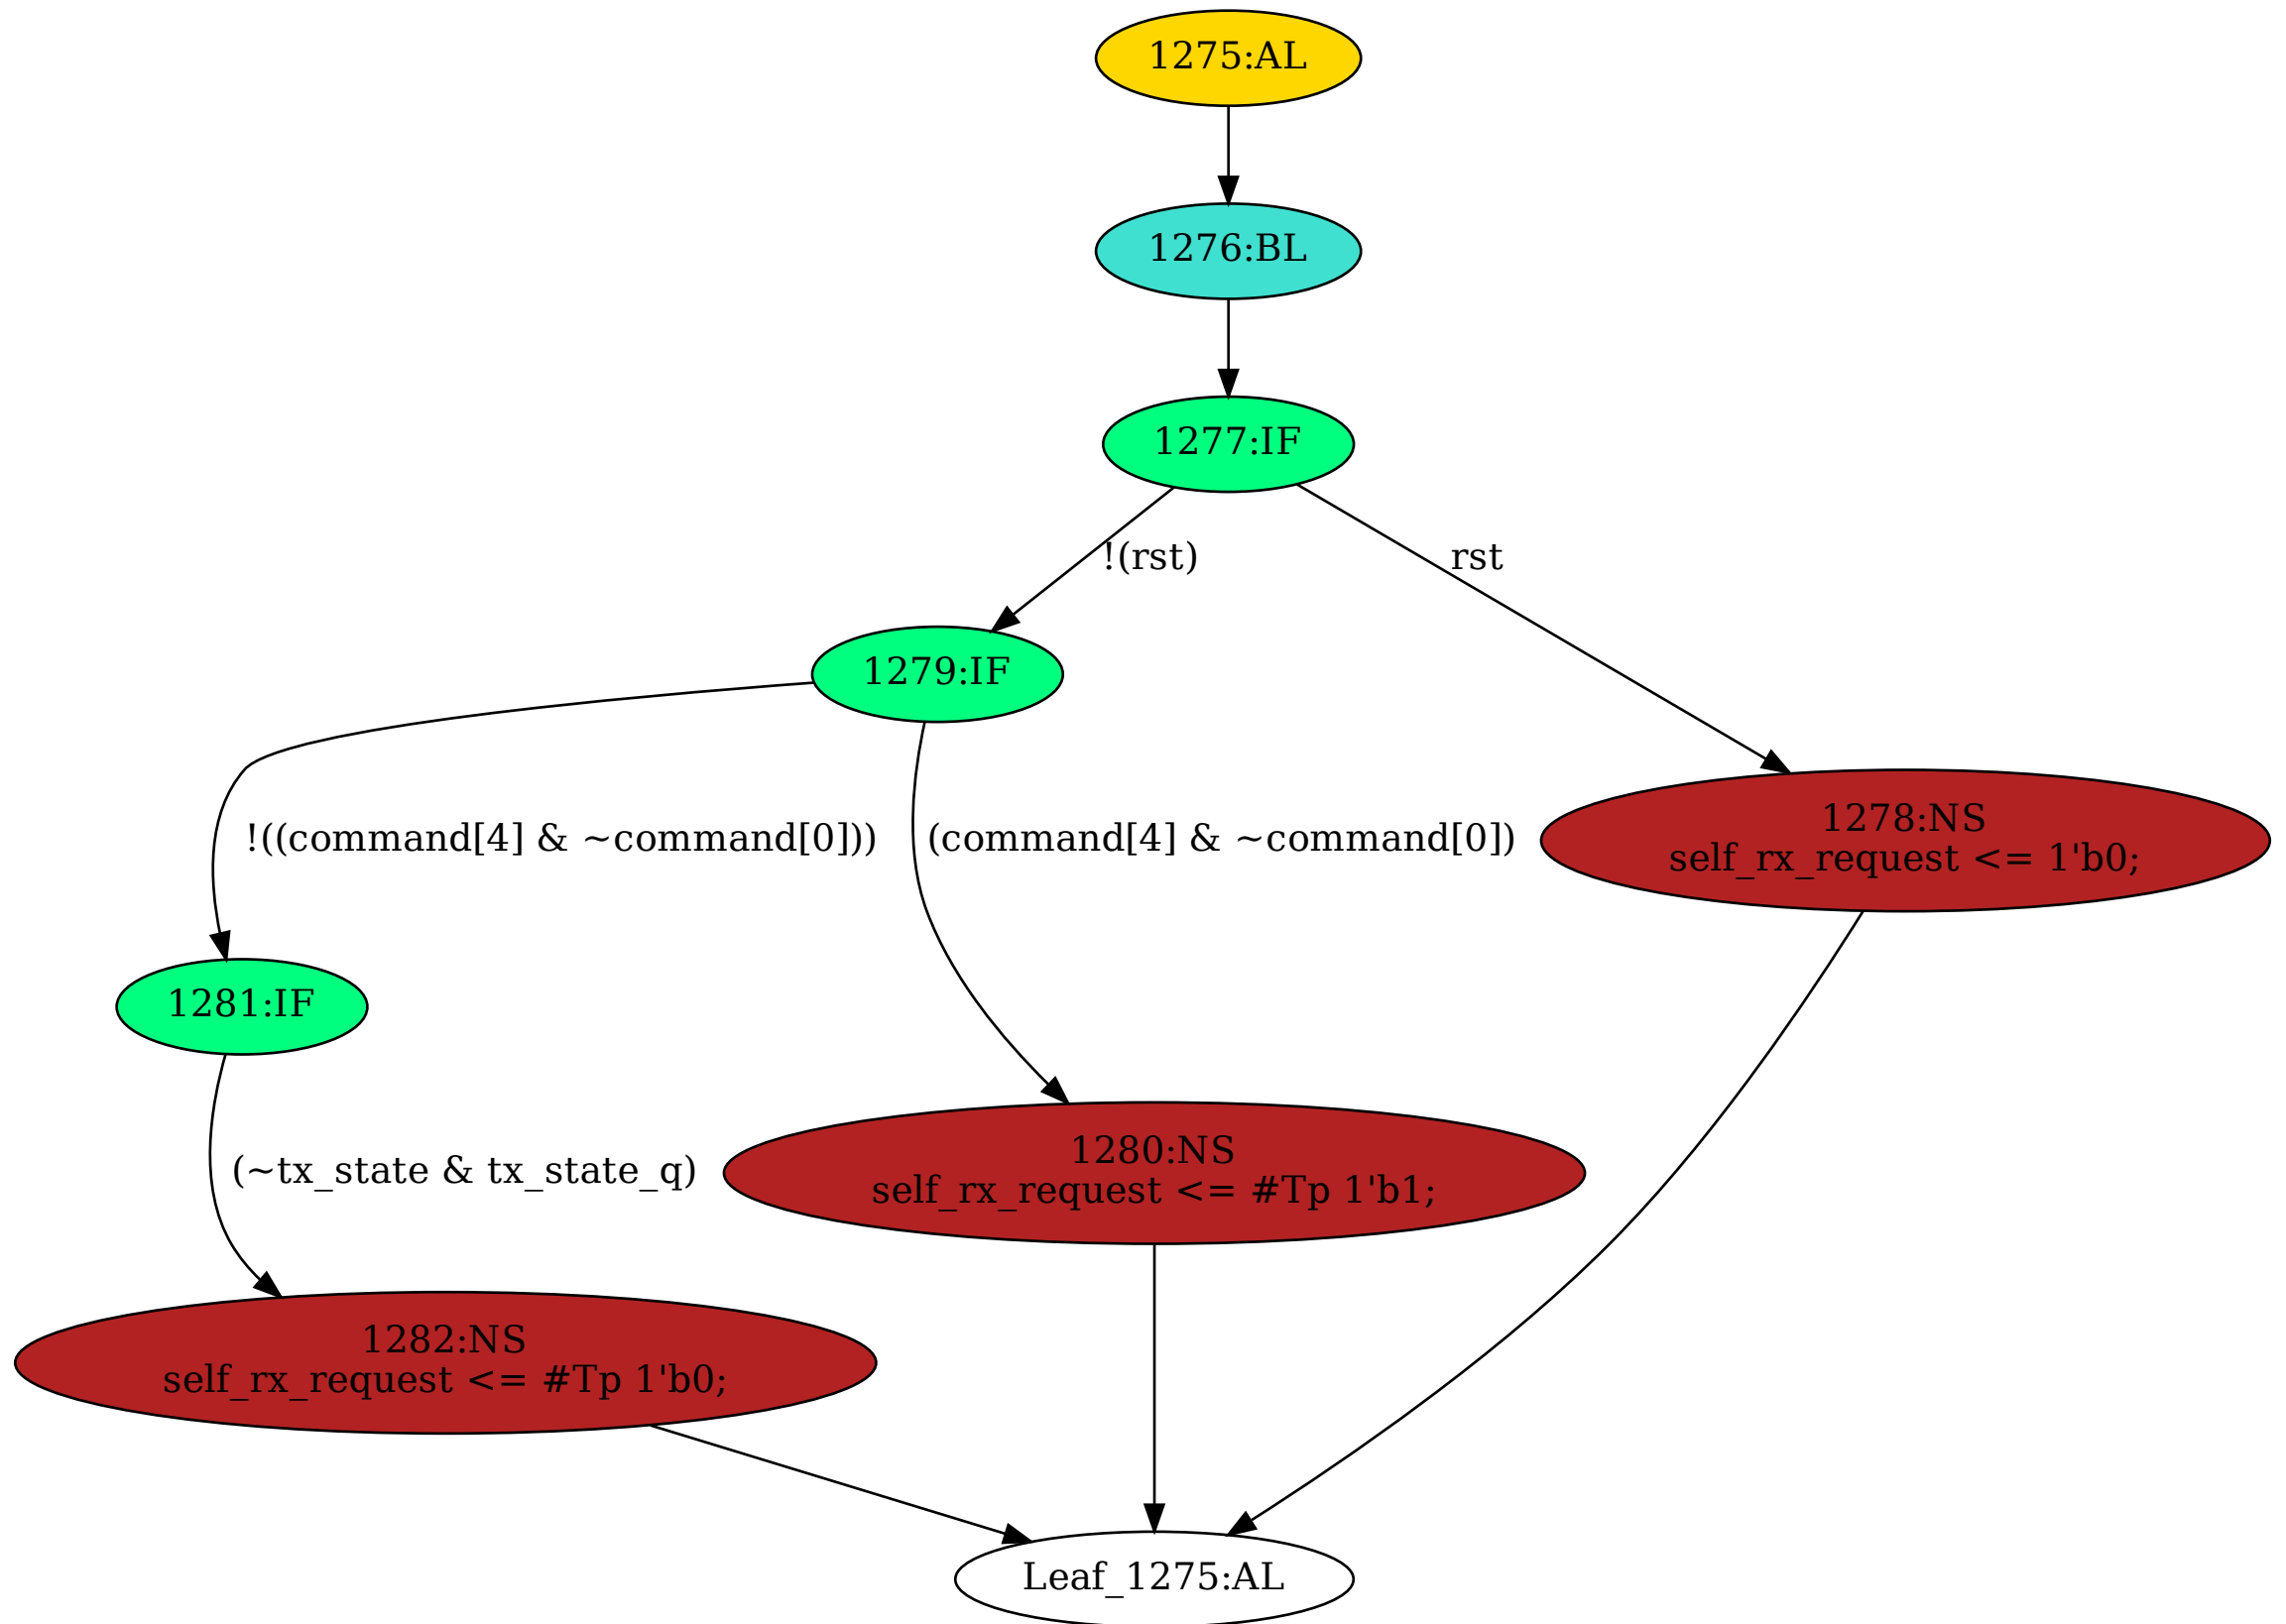 1275:AL
1276:BL
1277:IF
!(rst)
rst
1279:IF
1278:NS
self_rx_request <= 1'b0;
!((command[4] & ~command[0]))
(command[4] & ~command[0])
1281:IF
(~tx_state & tx_state_q)
1280:NS
self_rx_request <= #Tp 1'b1;
1282:NS
self_rx_request <= #Tp 1'b0;
Leaf_1275:AL